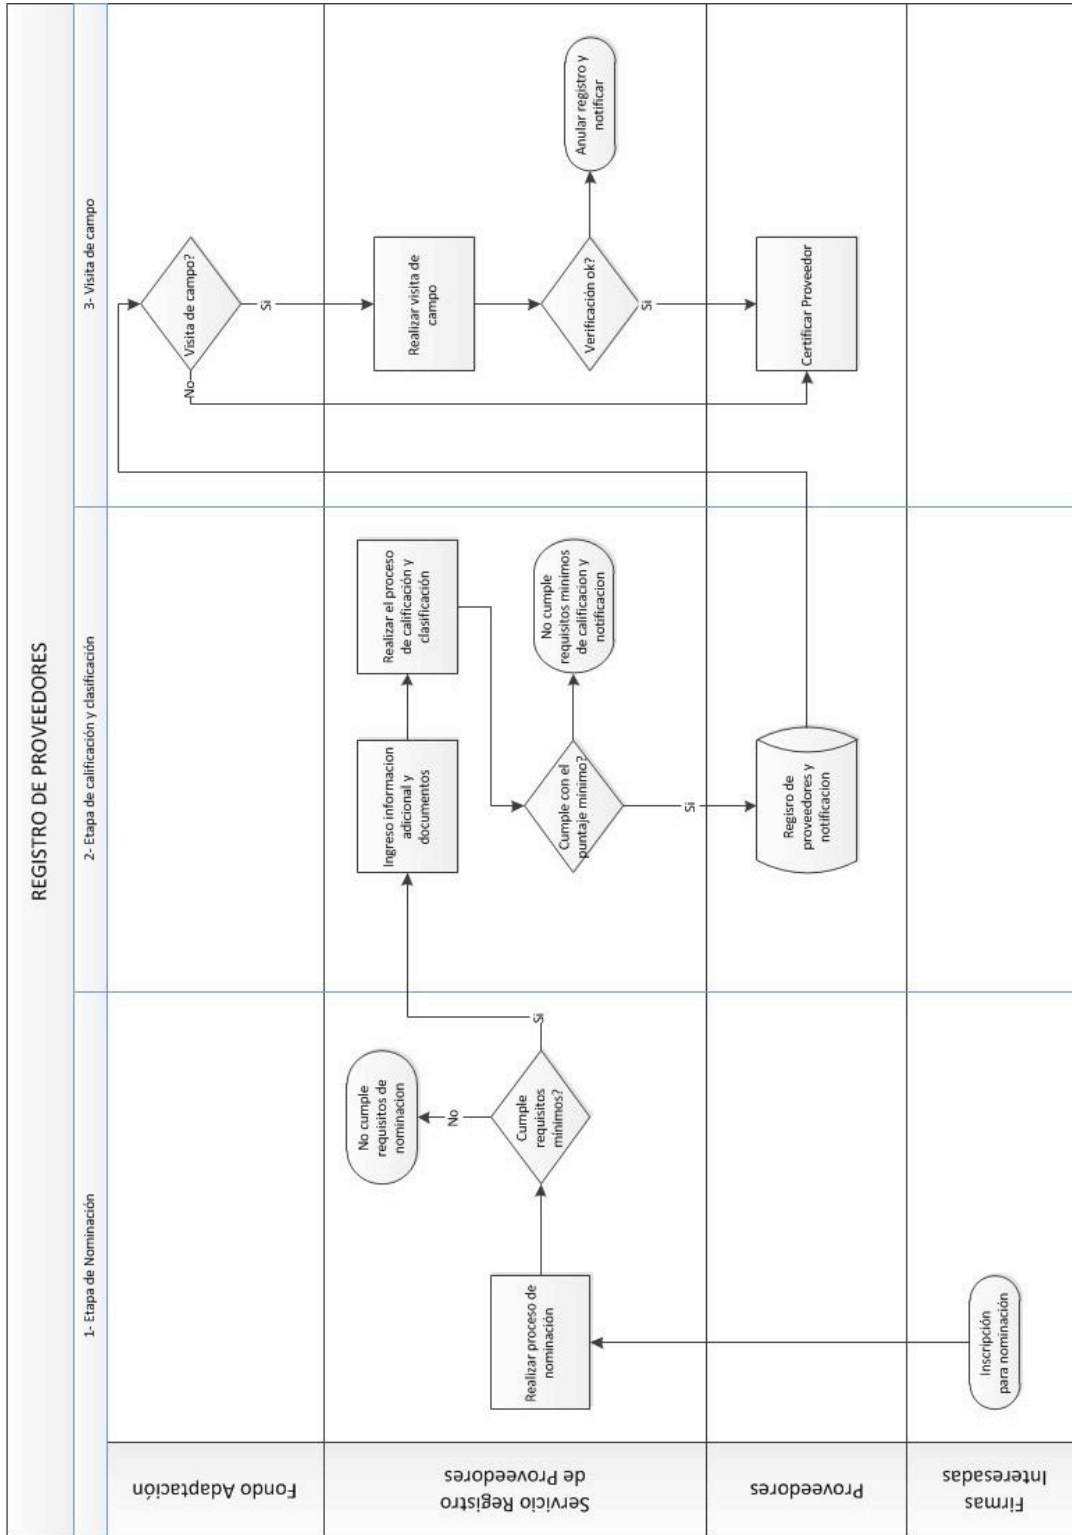 REGISTRO DE PROVEEDORES
1- Etapa de Nominación
2- Etapa de calificación y clasificación
3- Visita de campo
Fondo Adaptación
Visita de campo?
No
Si
Servicio Registro
de Proveedores
Realizar proceso de
nominación
Cumple
requisitos
mínimos?
No
No cumple
requisitos de
nominacion
Si
Ingreso informacion
adicional y
documentos
Realizar el proceso
de calificación y
clasificación
Cumple con el
puntaje mínimo?
No cumple
requisitos minimos
de calificacion y
notificacion
Si
Realizar visita de
campo
Verificación ok?
Anular registro y
notificar
Si
Proveedores
Regisro de
proveedores y
notificacion
Certificar Proveedor
Firmas
Interesadas
Inscripción
para nominación